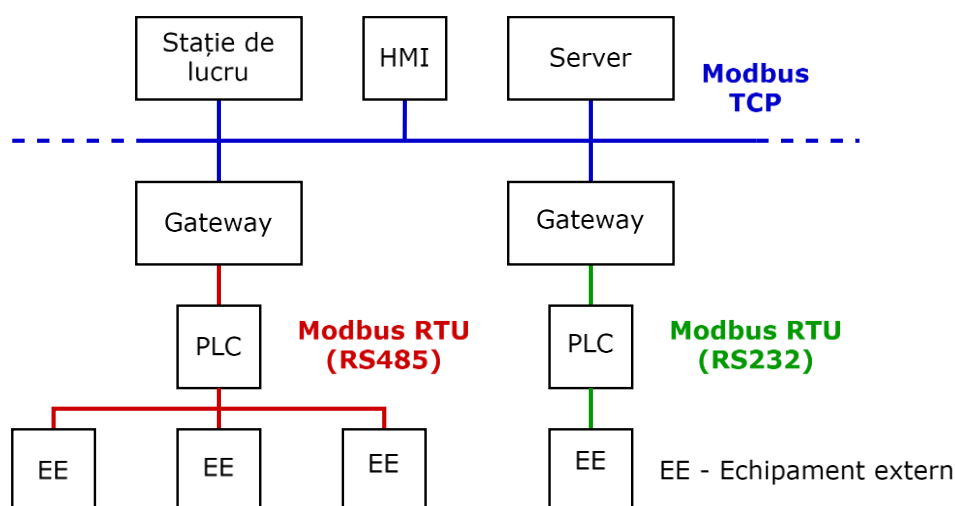 Stație de
lucru
HMI
Server
Modbus
TCP
Gateway
Gateway
PLC
Modbus RTU
(RS485)
PLC
Modbus RTU
(RS232)
EE
EE
EE
EE
EE - Echipament extern